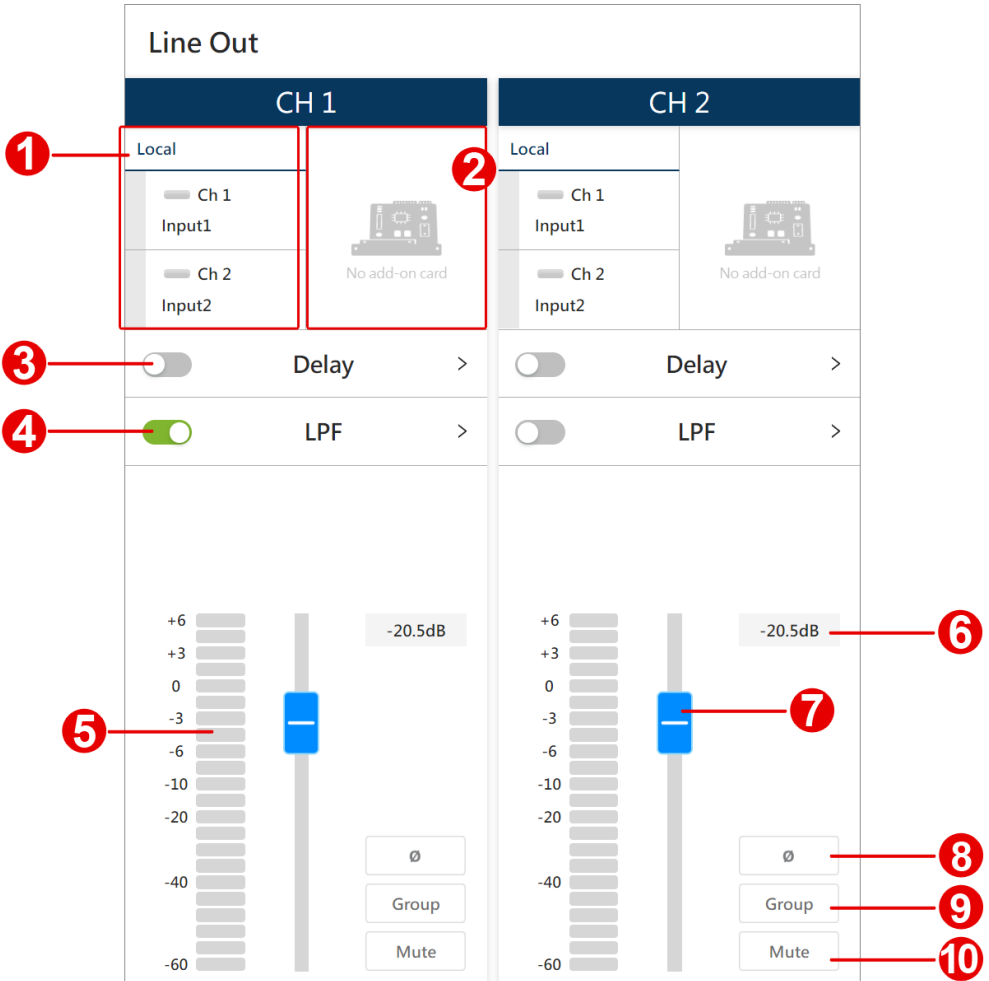 Line Out
CH 1
CH 2
1
Local
2
Local
Ch 1
Input1
Ch 1
Input1
Ch 2
Input2
No add-on card
Ch 2
Input2
No add-on card
3
Delay >
Delay >
4
LPF >
LPF >
+6
+3
0
-3
-6
-10
-20
-40
-60
5
-20.5dB
ø
Group
Mute
+6
+3
0
-3
-6
-10
-20
-40
-60
-20.5dB
6
7
ø
8
Group
9
Mute
10